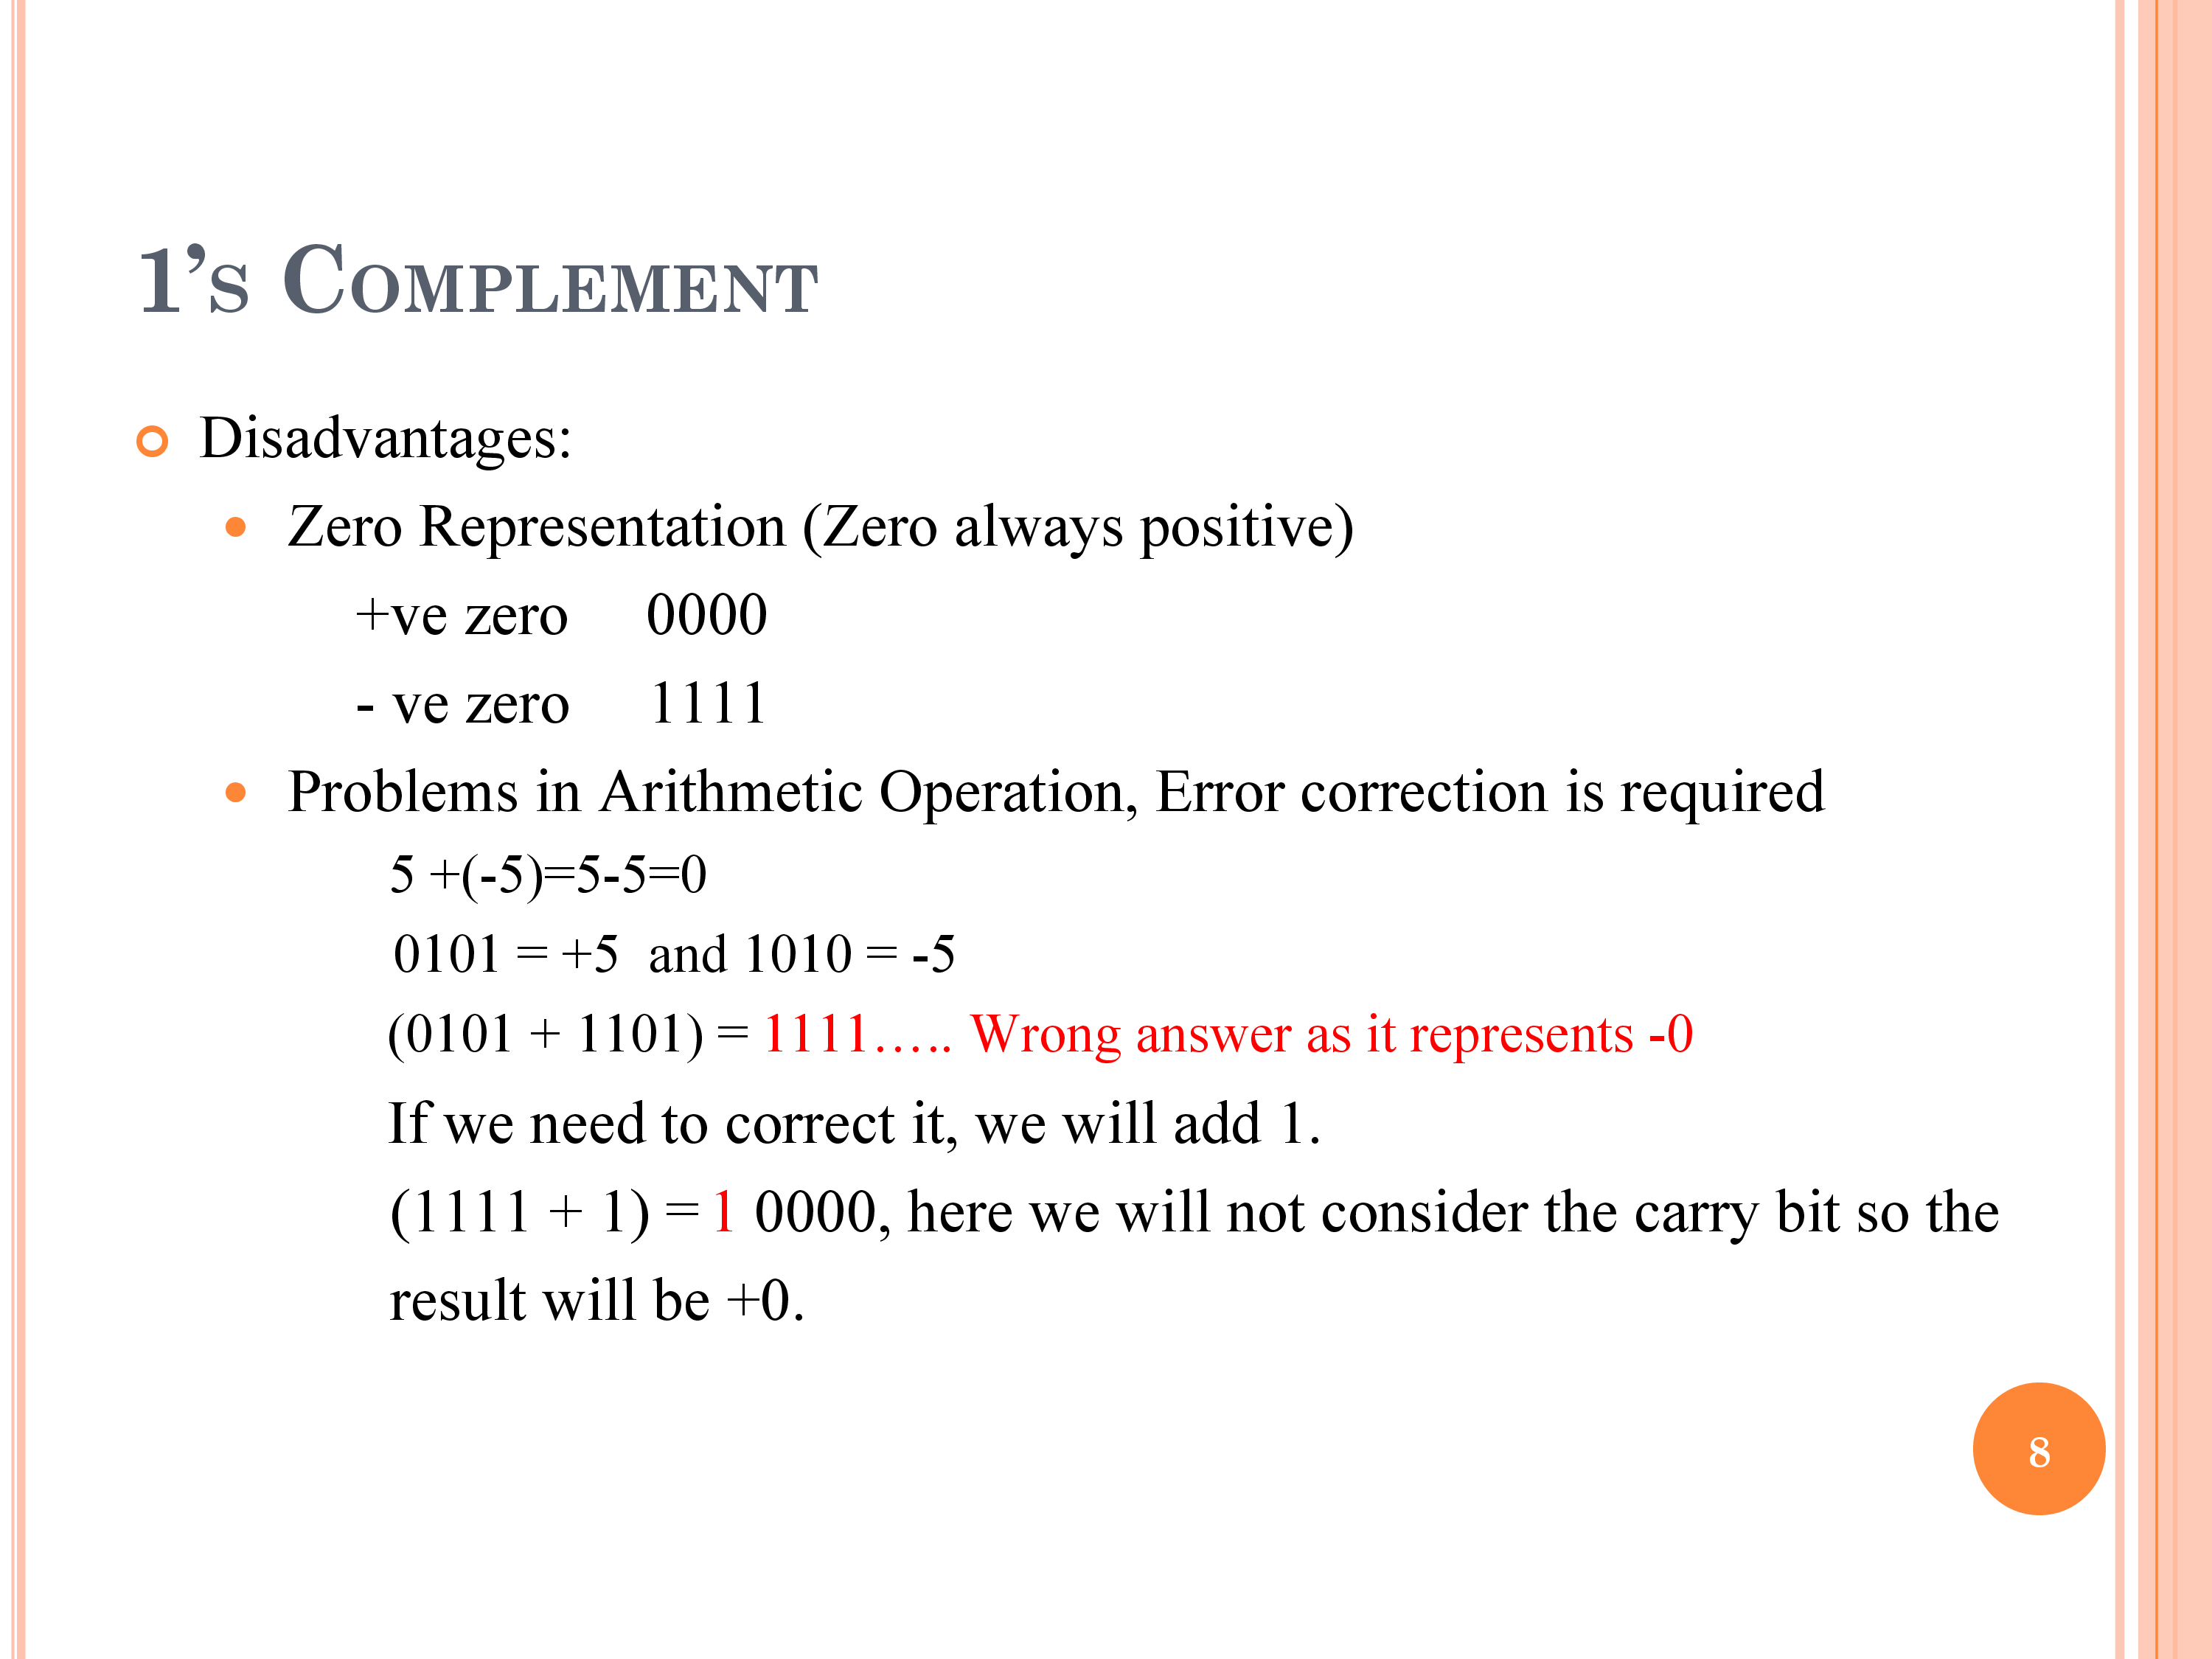 1’s Complement
Disadvantages:
Zero Representation (Zero always positive)
+ve zero 0000
- ve zero 1111
Problems in Arithmetic Operation, Error correction is required
5 +(-5)=5-5=0
0101 = +5 and 1010 = -5
(0101 + 1101) = 1111….. Wrong answer as it represents -0
If we need to correct it, we will add 1.
(1111 + 1) = 1 0000, here we will not consider the carry bit so the
result will be +0.
8